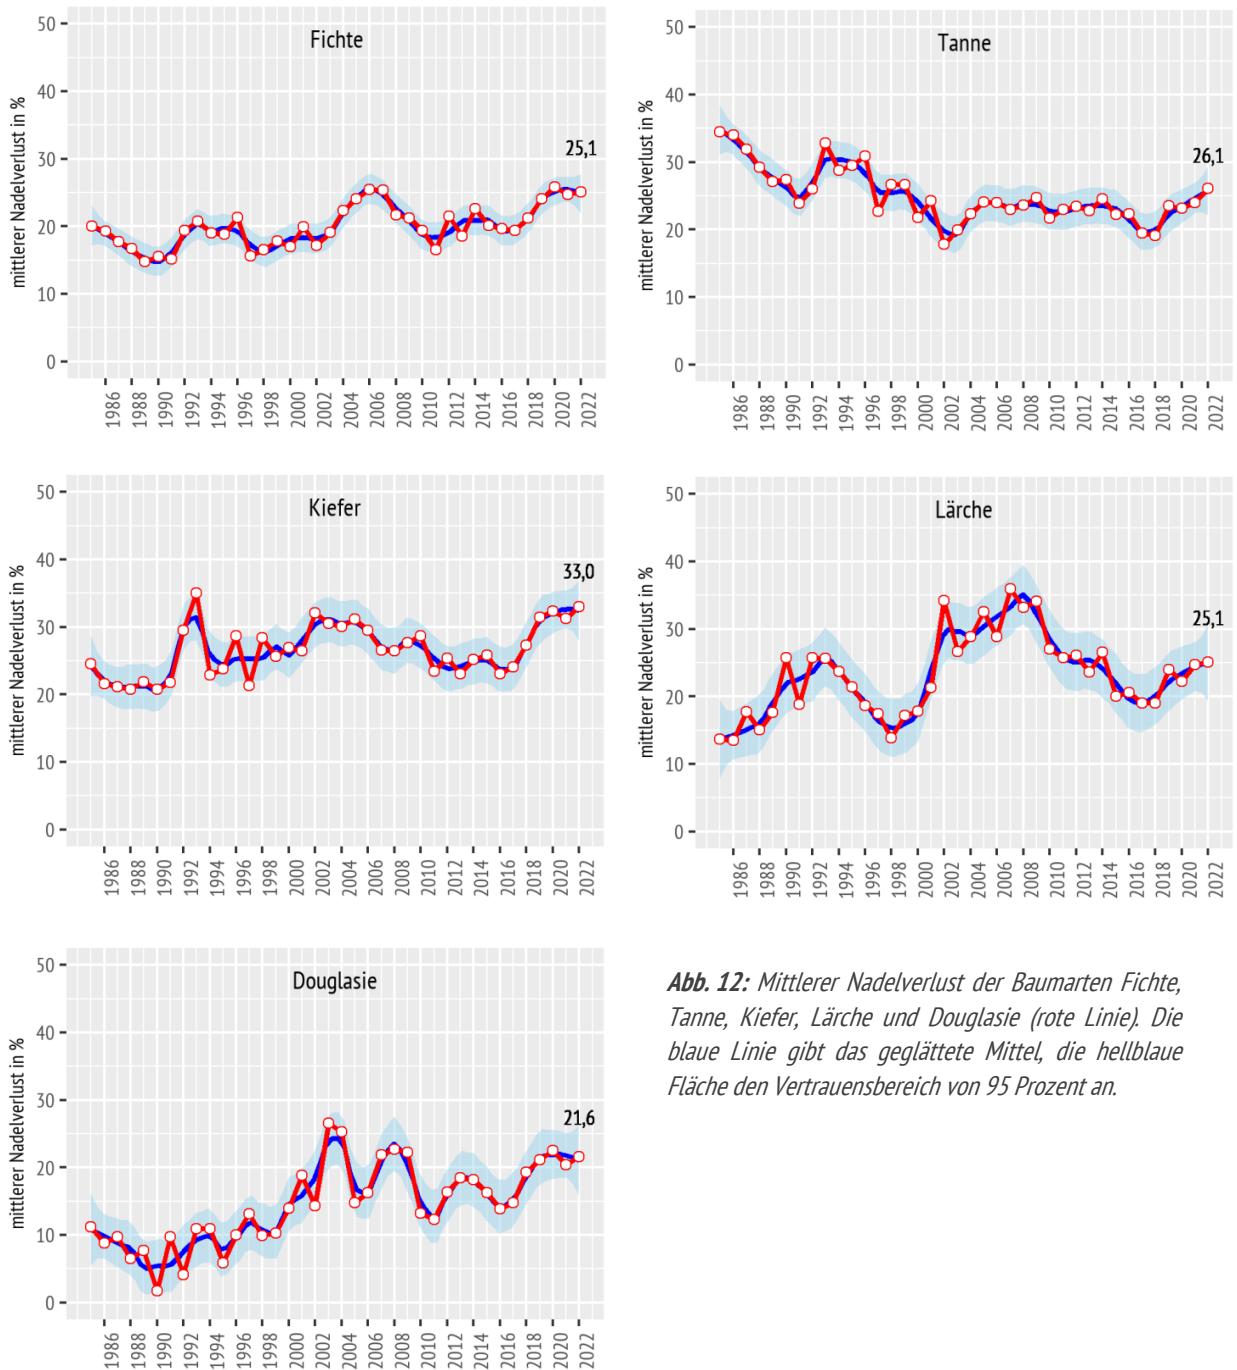 Fichte
mittlerer Nadelverlust in %
50
40
30
20
10
0
25,1
1986 1988 1990 1992 1994 1996 1998 2000 2002 2004 2006 2008 2010 2012 2014 2016 2018 2020 2022
Tanne
mittlerer Nadelverlust in %
50
40
30
20
10
0
26,1
1986 1988 1990 1992 1994 1996 1998 2000 2002 2004 2006 2008 2010 2012 2014 2016 2018 2020 2022
Kiefer
mittlerer Nadelverlust in %
50
40
30
20
10
0
33,0
1986 1988 1990 1992 1994 1996 1998 2000 2002 2004 2006 2008 2010 2012 2014 2016 2018 2020 2022
Lärche
mittlerer Nadelverlust in %
50
40
30
20
10
0
25,1
1986 1988 1990 1992 1994 1996 1998 2000 2002 2004 2006 2008 2010 2012 2014 2016 2018 2020 2022
Douglasie
mittlerer Nadelverlust in %
50
40
30
20
10
0
21,6
1986 1988 1990 1992 1994 1996 1998 2000 2002 2004 2006 2008 2010 2012 2014 2016 2018 2020 2022
Abb. 12: Mittlerer Nadelverlust der Baumarten Fichte,
Tanne, Kiefer, Lärche und Douglasie (rote Linie). Die
blaue Linie gibt das geglättete Mittel, die hellblaue
Fläche den Vertrauensbereich von 95 Prozent an.